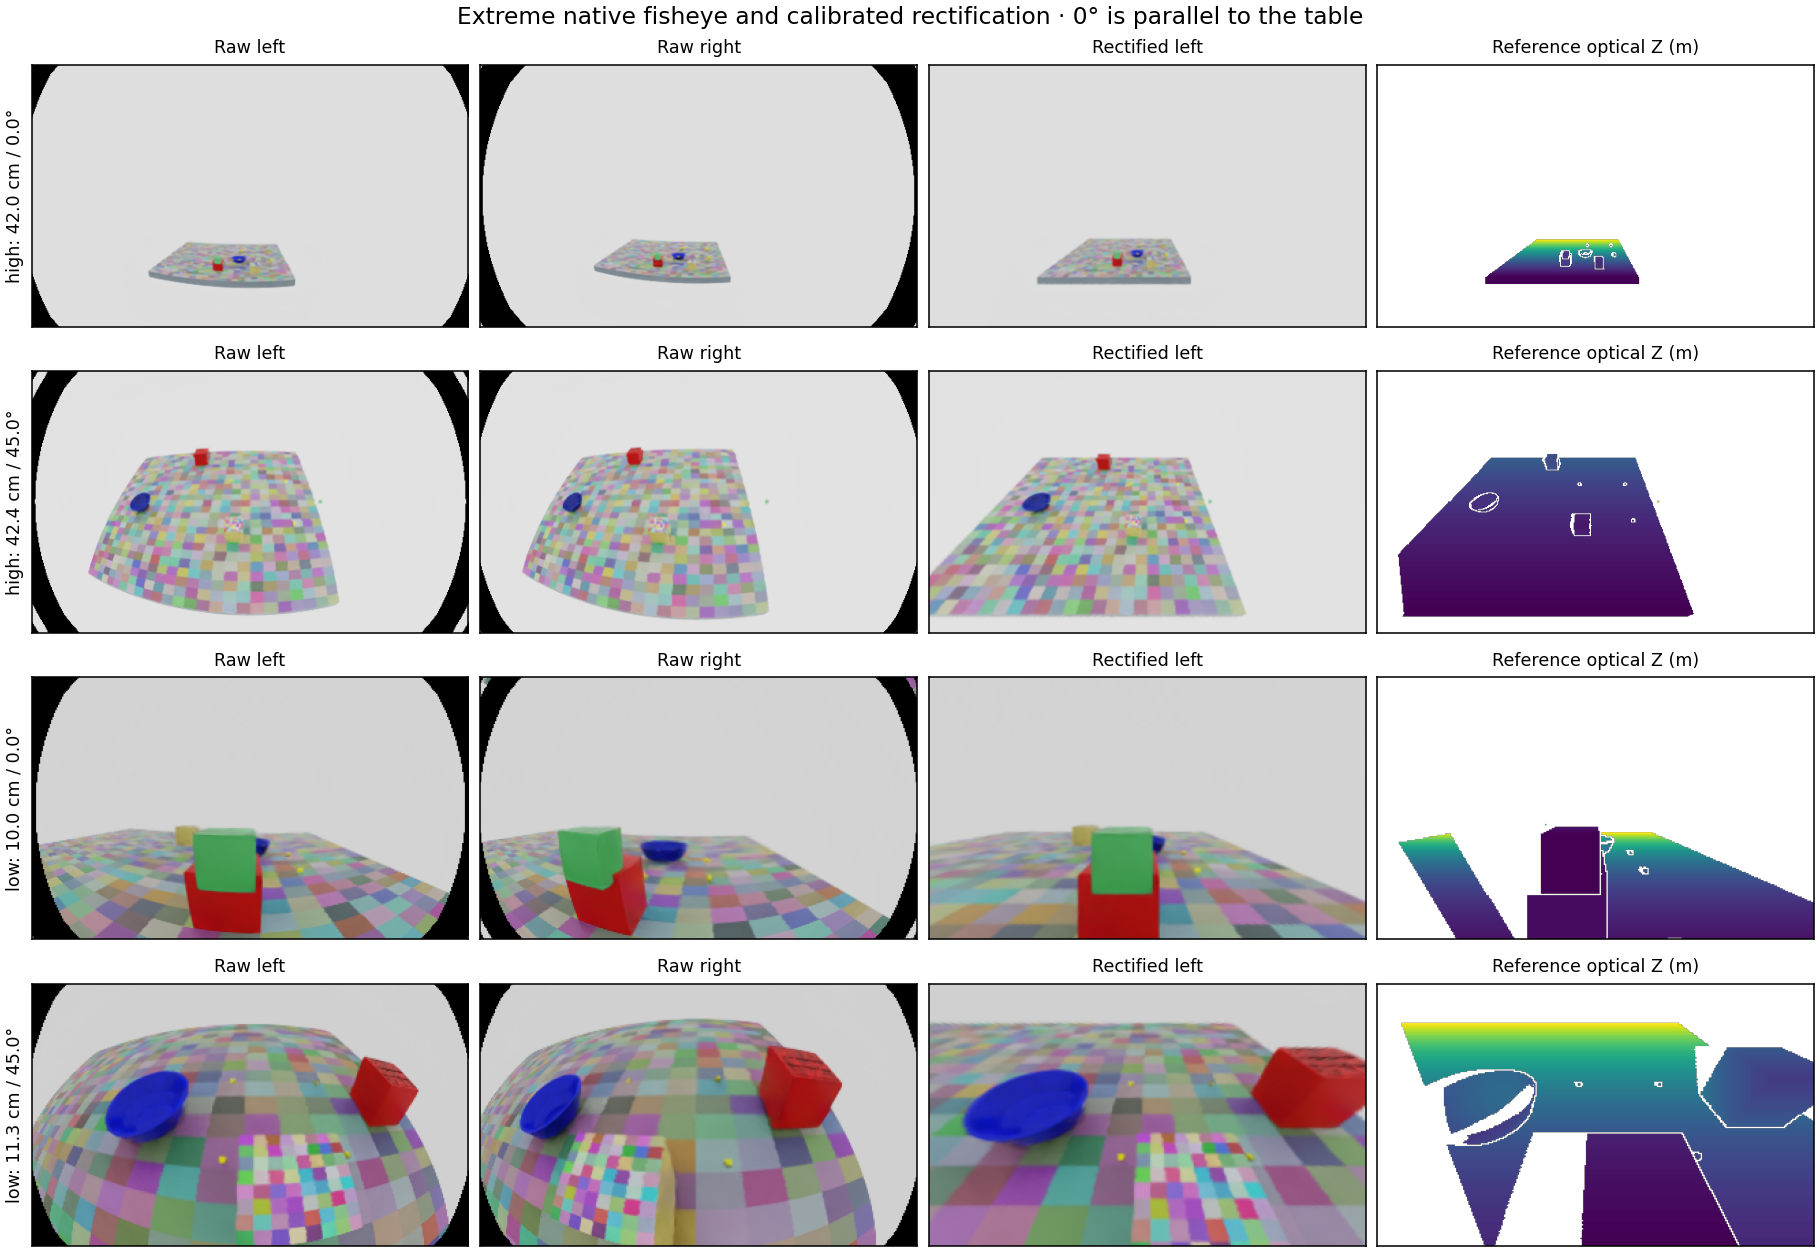 Extreme native fisheye and calibrated rectification · 0° is parallel to the table
Raw left
Raw right
Rectified left
Reference optical Z (m)
high: 42.0 cm / 0.0°
Raw left
Raw right
Rectified left
Reference optical Z (m)
high: 42.4 cm / 45.0°
Raw left
Raw right
Rectified left
Reference optical Z (m)
low: 10.0 cm / 0.0°
Raw left
Raw right
Rectified left
Reference optical Z (m)
low: 11.3 cm / 45.0°